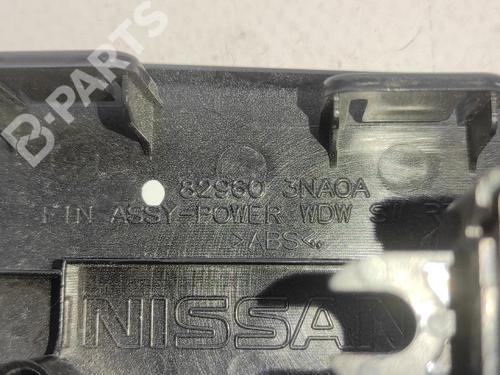 B-PARTS
82960 3NA0A
FIN ASSY-POWER WDW SW
>ABS<
NISSAN